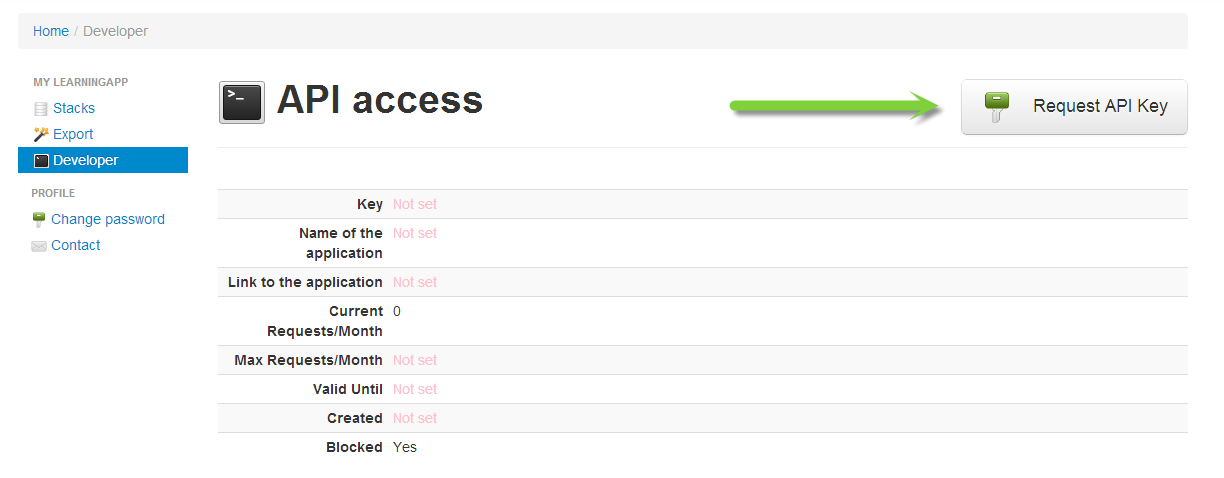 Home / Developer
MY LEARNINGAPP
Stacks
Export
Developer
PROFILE
Change password
Contact
>_
API access
Request API Key
Key Not set
Name of the Not set
application
Link to the application Not set
Current 0
Requests/Month
Max Requests/Month Not set
Valid Until Not set
Created Not set
Blocked Yes